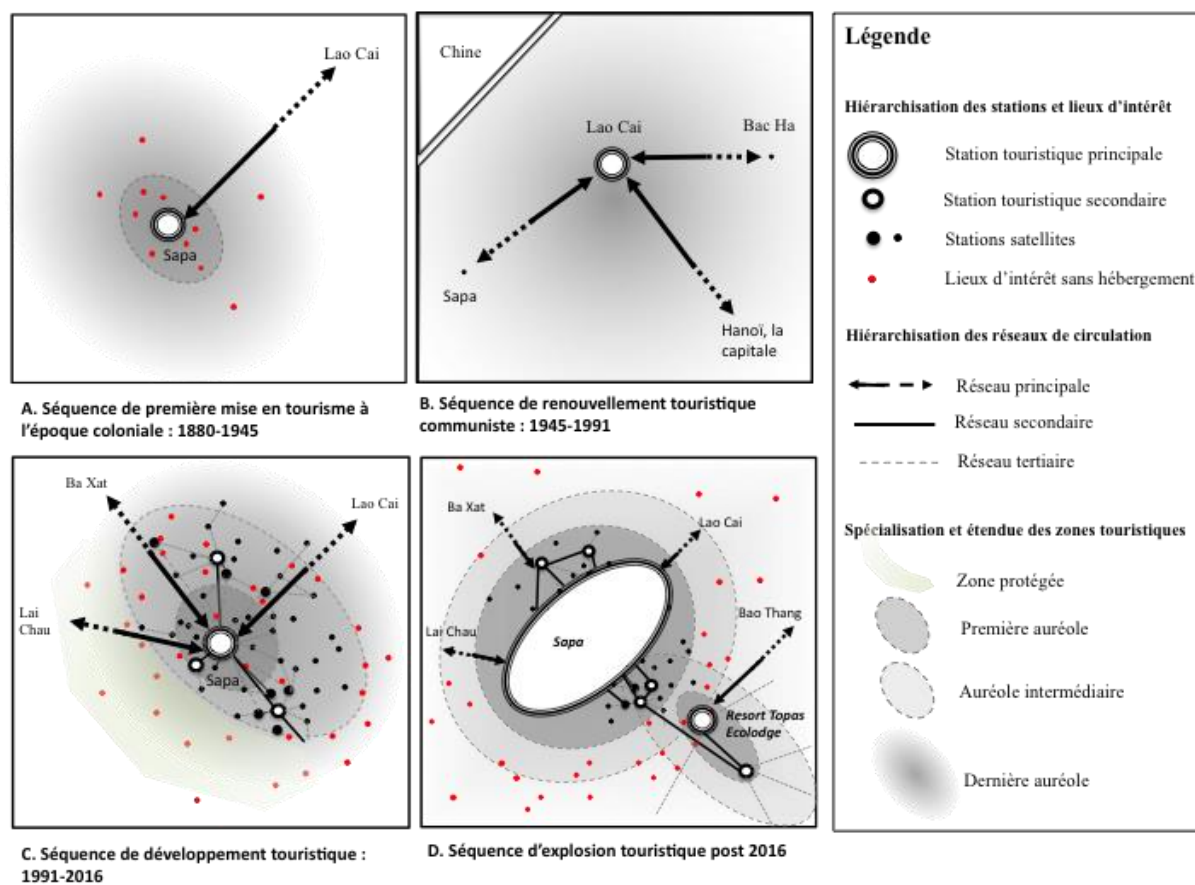 Lao Cai
Sapa
A. Séquence de première mise en tourisme à
l'époque coloniale : 1880-1945
Chine
Lao Cai
Bac Ha
Sapa
Hanoï, la
capitale
B. Séquence de renouvellement touristique
communiste : 1945-1991
Ba Xat
Lao Cai
Lai
Chau
Sapa
C. Séquence de développement touristique :
1991-2016
Ba Xat
Lao Cai
Bao Thang
Lai Chau
Sapa
Resort Topas
Ecolodge
D. Séquence d'explosion touristique post 2016
Légende
Hiérarchisation des stations et lieux d'intérêt
Station touristique principale
Station touristique secondaire
Stations satellites
Lieux d'intérêt sans hébergement
Hiérarchisation des réseaux de circulation
Réseau principale
Réseau secondaire
Réseau tertiaire
Spécialisation et étendue des zones touristiques
Zone protégée
Première auréole
Auréole intermédiaire
Dernière auréole